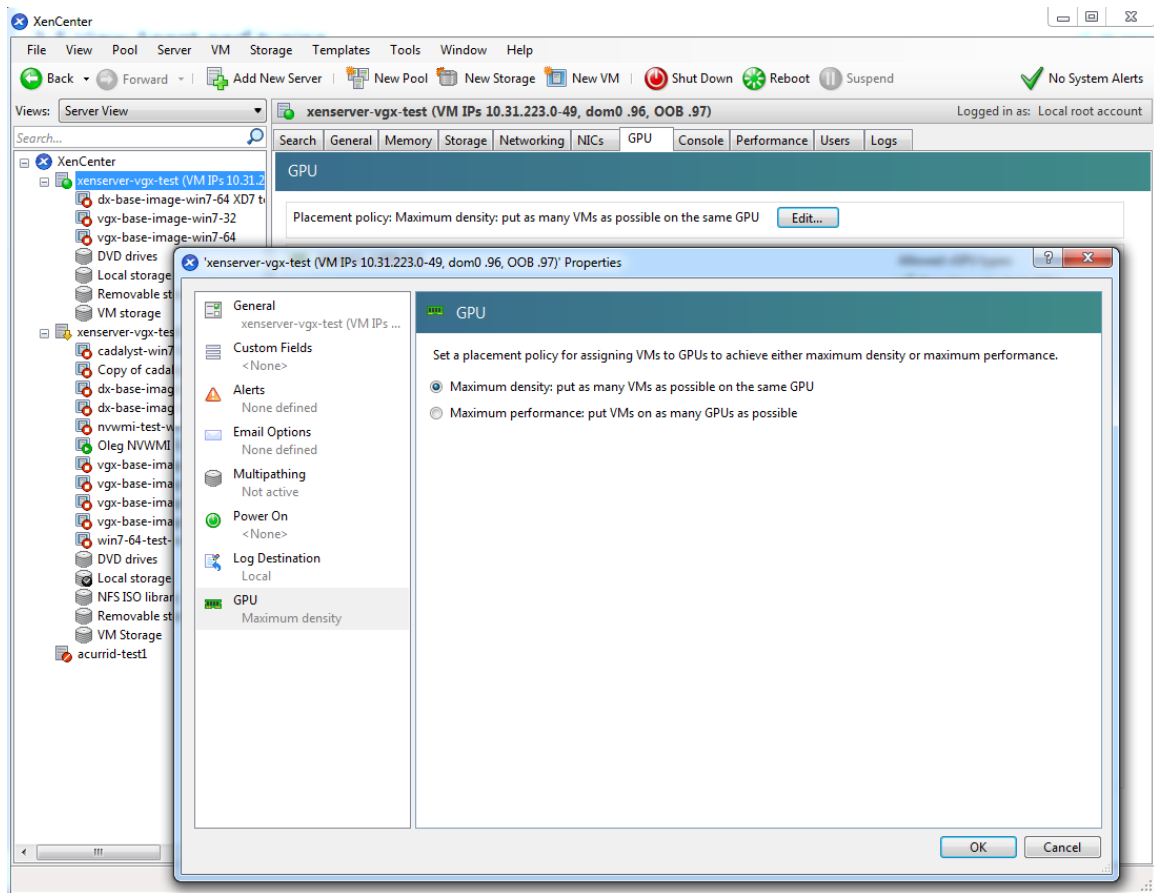 XenCenter
File View Pool Server VM Storage Templates Tools Window Help
Back Forward Add New Server New Pool New Storage New VM Shut Down Reboot Suspend No System Alerts
Views: Server View
xenserver-vgx-test (VM IPs 10.31.223.0-49, dom0 .96, OOB .97)
Logged in as: Local root account
Search...
Search General Memory Storage Networking NICs GPU Console Performance Users Logs
XenCenter
xenserver-vgx-test (VM IPs 10.31.2
dx-base-image-win7-64 XD7 t
vgx-base-image-win7-32
vgx-base-image-win7-64
DVD drives
Local storage
Removable st
VM storage
xenserver-vgx-tes
cadalyst-win7
Copy of cadal
dx-base-imag
dx-base-imag
nvwmi-test-w
Oleg NVWMI
vgx-base-ima
vgx-base-ima
vgx-base-ima
vgx-base-ima
win7-64-test-
DVD drives
Local storage
NFS ISO librar
Removable st
VM Storage
acurrid-test1
GPU
Placement policy: Maximum density: put as many VMs as possible on the same GPU Edit...
'xenserver-vgx-test (VM IPs 10.31.223.0-49, dom0 .96, OOB .97)' Properties
General
xenserver-vgx-test (VM IPs ...
Custom Fields
<None>
Alerts
None defined
Email Options
None defined
Multipathing
Not active
Power On
<None>
Log Destination
Local
GPU
Maximum density
GPU
Set a placement policy for assigning VMs to GPUs to achieve either maximum density or maximum performance.
Maximum density: put as many VMs as possible on the same GPU
Maximum performance: put VMs on as many GPUs as possible
OK Cancel